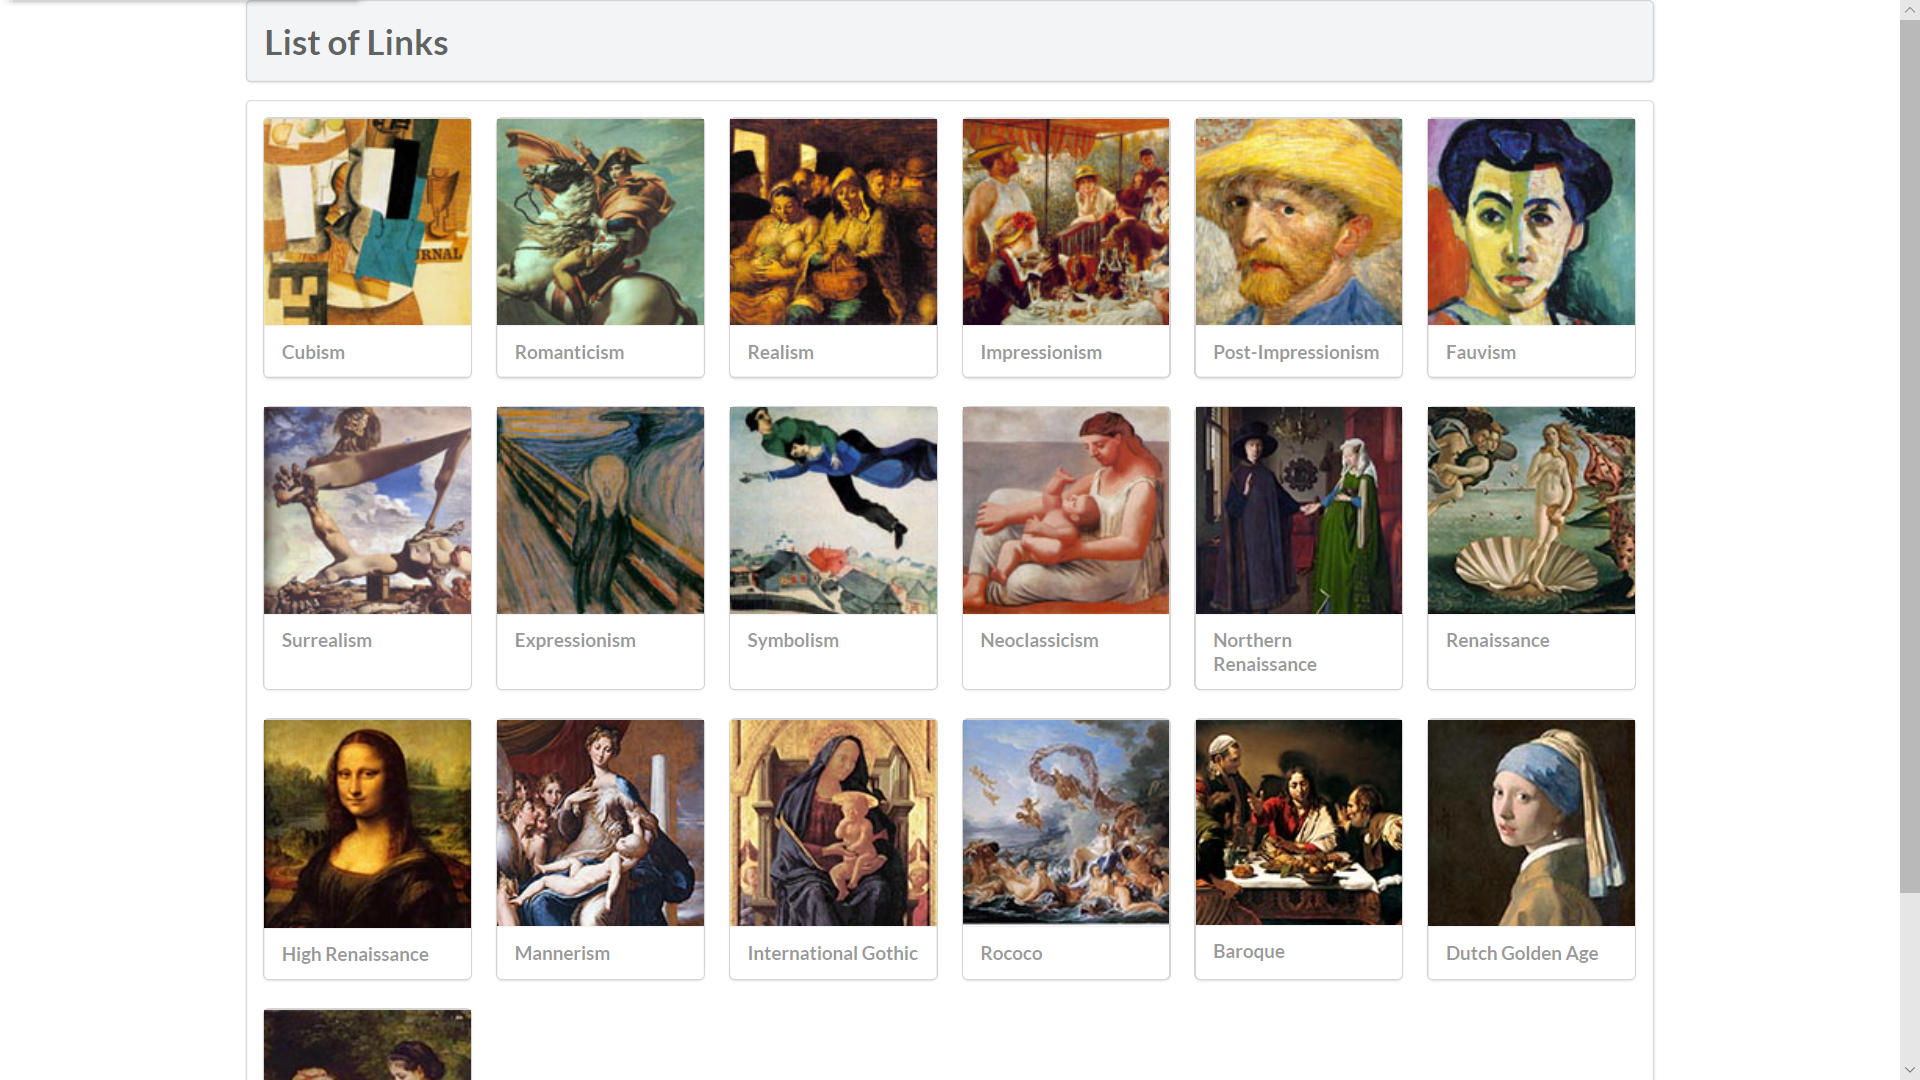 List of Links
RNAL
Cubism
Romanticism
Realism
Impressionism
Post-Impressionism
Fauvism
Surrealism
Expressionism
Symbolism
Neoclassicism
Northern
Renaissance
Renaissance
High Renaissance
Mannerism
International Gothic
Rococo
Baroque
Dutch Golden Age